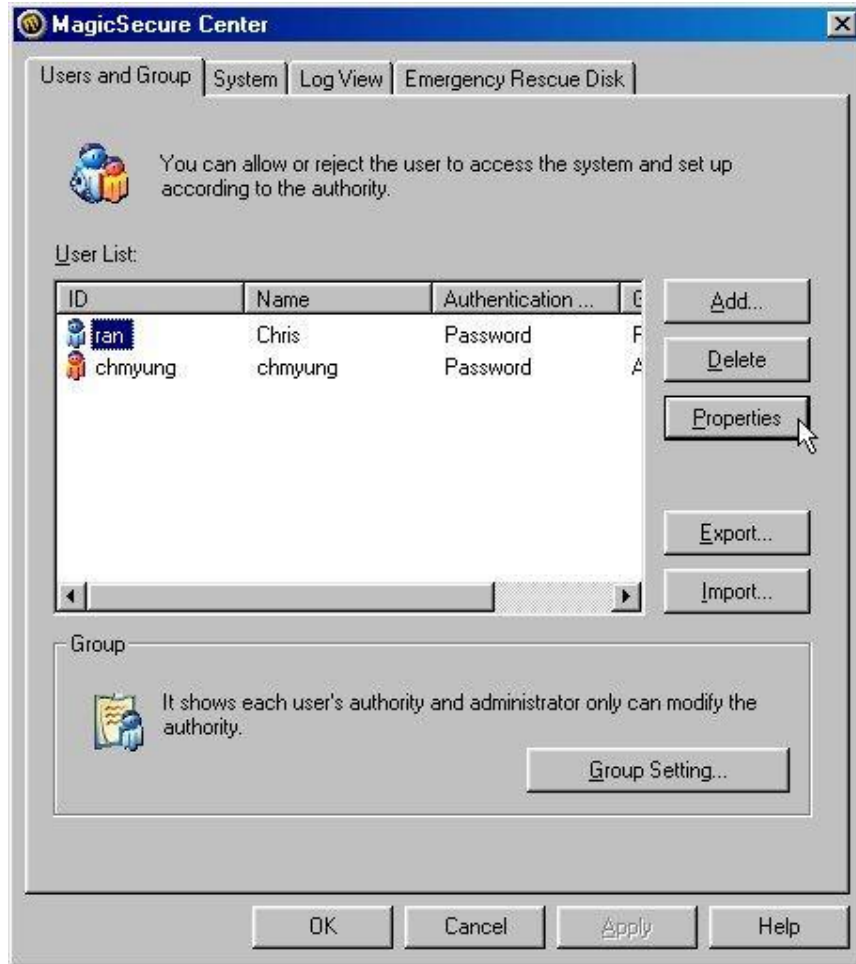 MagicSecure Center
Users and Group System Log View Emergency Rescue Disk
You can allow or reject the user to access the system and set up
according to the authority.
User List:
ID Name Authentication ...
ran Chris Password
chmyung chmyung Password
Add...
Delete
Properties
Export...
Import...
Group
It shows each user's authority and administrator only can modify the
authority.
Group Setting...
OK Cancel Apply Help